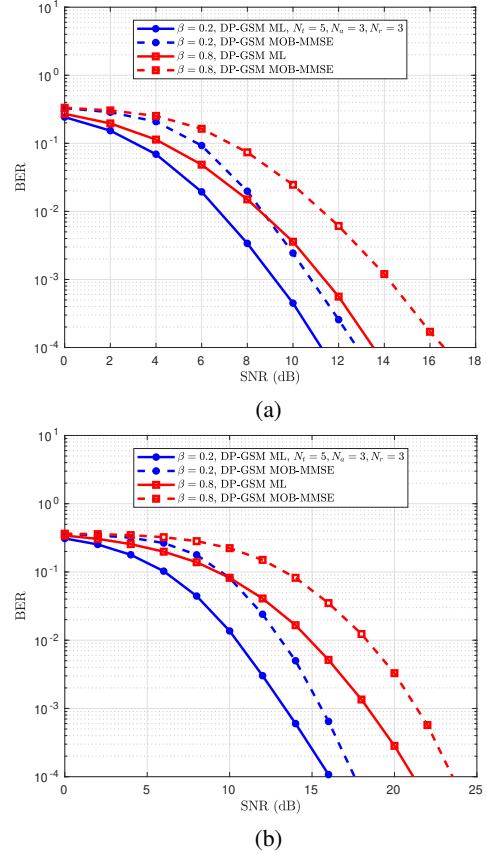 β = 0.2, DP-GSM ML, N_t = 5, N_a = 3, N_r = 3
β = 0.2, DP-GSM MOB-MMSE
β = 0.8, DP-GSM ML
β = 0.8, DP-GSM MOB-MMSE
10^1
10^0
10^-1
10^-2
10^-3
10^-4
BER
0 2 4 6 8 10 12 14 16 18
SNR (dB)
(a)
β = 0.2, DP-GSM ML, N_t = 5, N_a = 3, N_r = 3
β = 0.2, DP-GSM MOB-MMSE
β = 0.8, DP-GSM ML
β = 0.8, DP-GSM MOB-MMSE
10^1
10^0
10^-1
10^-2
10^-3
10^-4
BER
0 5 10 15 20 25
SNR (dB)
(b)